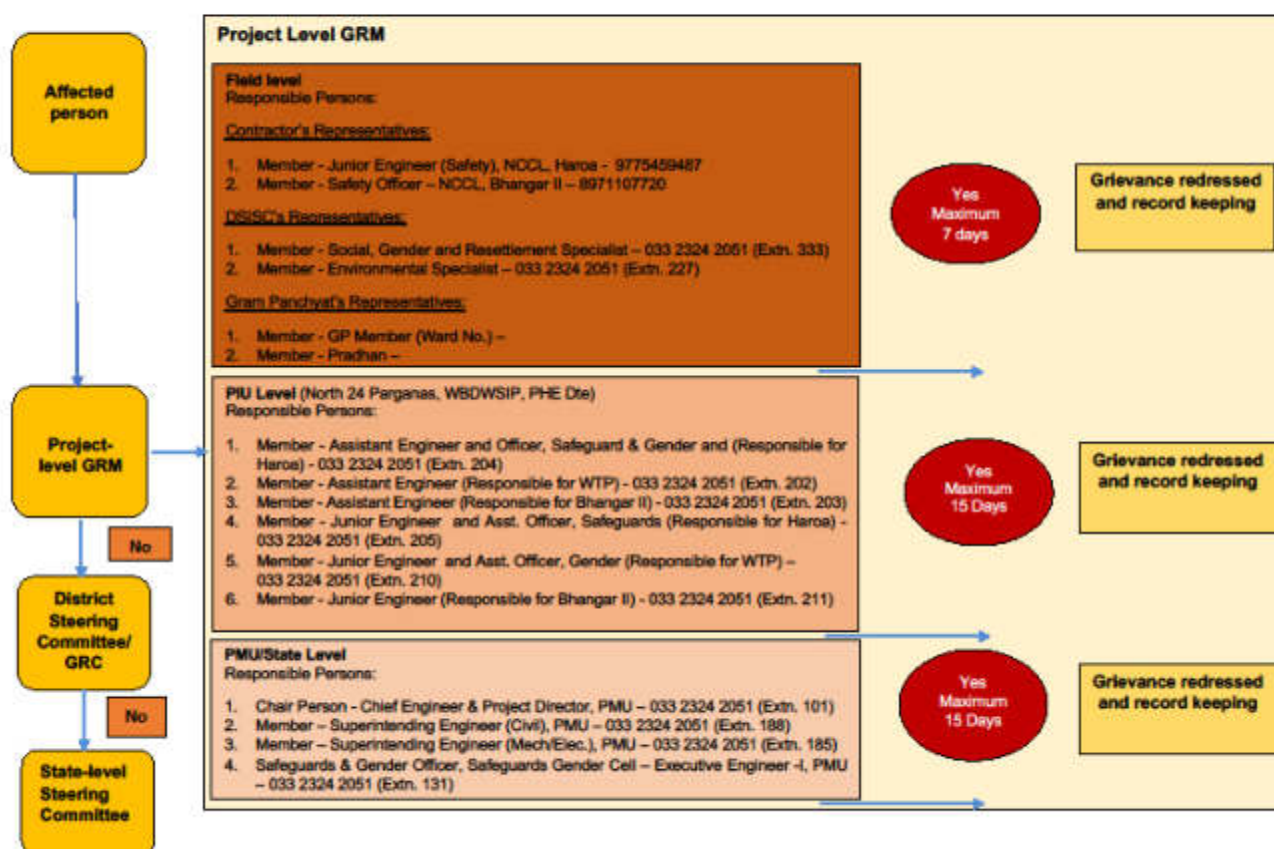 Affected
person
Project-
level GRM
No
District
Steering
Committee/
GRC
No
State-level
Steering
Committee
Project Level GRM
Field level
Responsible Persons:
Contractor's Representatives:
1. Member - Junior Engineer (Safety), NCCL, Haroa - 9775459487
2. Member - Safety Officer – NCCL, Bhangar II – 8971107720
DSISC's Representatives:
1. Member - Social, Gender and Resettlement Specialist – 033 2324 2051 (Extn. 333)
2. Member - Environmental Specialist – 033 2324 2051 (Extn. 227)
Gram Panchyat's Representatives:
1. Member - GP Member (Ward No.) –
2. Member - Pradhan –
Yes
Maximum
7 days
Grievance redressed
and record keeping
PIU Level (North 24 Parganas, WBDWSIP, PHE Dte)
Responsible Persons:
1. Member - Assistant Engineer and Officer, Safeguard & Gender and (Responsible for
Haroa) - 033 2324 2051 (Extn. 204)
2. Member - Assistant Engineer (Responsible for WTP) - 033 2324 2051 (Extn. 202)
3. Member - Assistant Engineer (Responsible for Bhangar II) - 033 2324 2051 (Extn. 203)
4. Member - Junior Engineer and Asst. Officer, Safeguards (Responsible for Haroa) -
033 2324 2051 (Extn. 205)
5. Member - Junior Engineer and Asst. Officer, Gender (Responsible for WTP) –
033 2324 2051 (Extn. 210)
6. Member - Junior Engineer (Responsible for Bhangar II) - 033 2324 2051 (Extn. 211)
Yes
Maximum
15 Days
Grievance redressed
and record keeping
PMU/State Level
Responsible Persons:
1. Chair Person - Chief Engineer & Project Director, PMU – 033 2324 2051 (Extn. 101)
2. Member – Superintending Engineer (Civil), PMU – 033 2324 2051 (Extn. 188)
3. Member – Superintending Engineer (Mech/Elec.), PMU – 033 2324 2051 (Extn. 185)
4. Safeguards & Gender Officer, Safeguards Gender Cell – Executive Engineer -I, PMU
– 033 2324 2051 (Extn. 131)
Yes
Maximum
15 Days
Grievance redressed
and record keeping